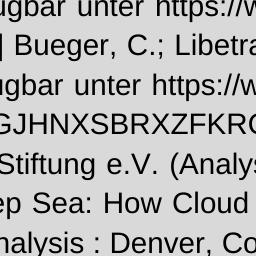 ugbar unter https://w
] Bueger, C.; Libetra
ugbar unter https://w
GJHNXSBRXZFKRC
Stiftung e.V. (Analys
ep Sea: How Cloud
nalysis : Denver, Co